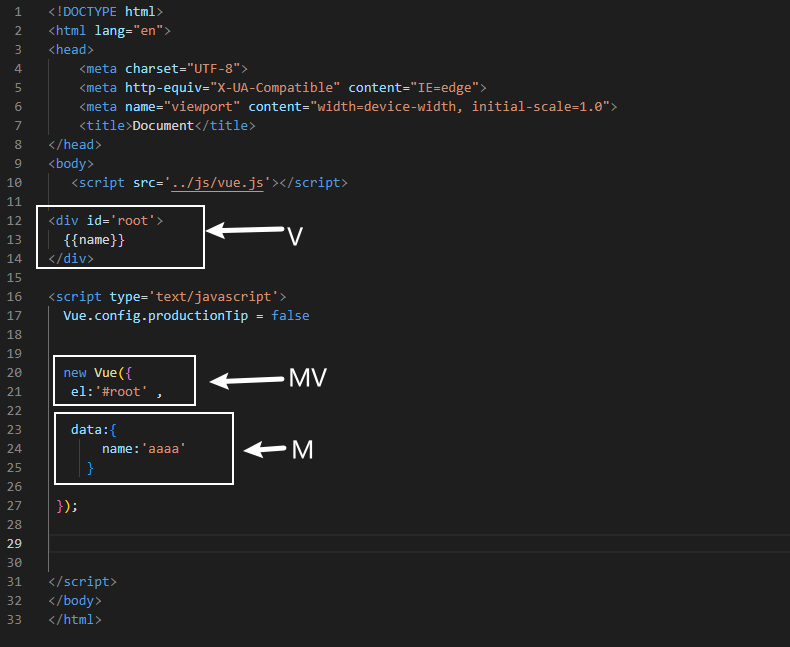 1 <!DOCTYPE html>
2 <html lang="en">
3 <head>
4 <meta charset="UTF-8">
5 <meta http-equiv="X-UA-Compatible" content="IE=edge">
6 <meta name="viewport" content="width=device-width, initial-scale=1.0">
7 <title>Document</title>
8 </head>
9 <body>
10 <script src='../js/vue.js'></script>
11
12 <div id='root'>
13 {{name}} V
14 </div>
15
16 <script type='text/javascript'>
17 Vue.config.productionTip = false
18
19
20 new Vue({ MV
21 el:'#root' ,
22
23 data:{
24 name:'aaaa' M
25 }
26
27 });
28
29
30
31 </script>
32 </body>
33 </html>